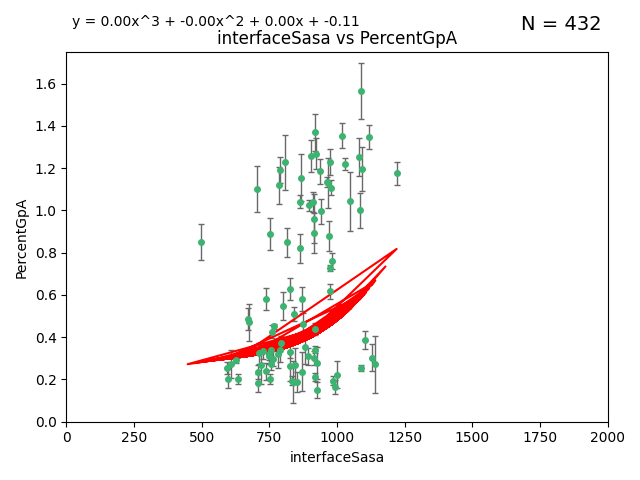 y = 0.00x^3 + -0.00x^2 + 0.00x + -0.11
N = 432
interfaceSasa vs PercentGpA
PercentGpA
1.6
1.4
1.2
1.0
0.8
0.6
0.4
0.2
0.0
0 250 500 750 1000 1250 1500 1750 2000
interfaceSasa